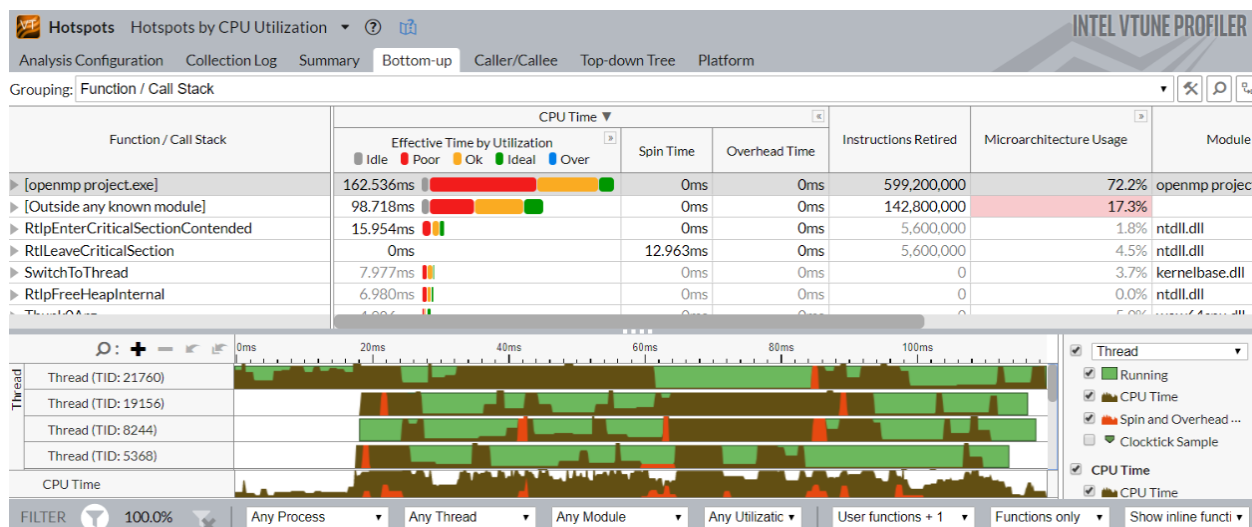 Hotspots Hotspots by CPU Utilization ?
INTEL VTUNE PROFILER
Analysis Configuration Collection Log Summary Bottom-up Caller/Callee Top-down Tree Platform
Grouping: Function / Call Stack
Function / Call Stack
CPU Time
Effective Time by Utilization
Idle Poor Ok Ideal Over
Spin Time
Overhead Time
Instructions Retired
Microarchitecture Usage
Module
[openmp project.exe] 162.536ms 0ms 0ms 599,200,000 72.2% openmp projec
[Outside any known module] 98.718ms 0ms 0ms 142,800,000 17.3%
RtlpEnterCriticalSectionContended 15.954ms 0ms 0ms 5,600,000 1.8% ntdll.dll
RtlLeaveCriticalSection 0ms 12.963ms 0ms 5,600,000 4.5% ntdll.dll
SwitchToThread 7.977ms 0ms 0ms 0 3.7% kernelbase.dll
RtlpFreeHeapInternal 6.980ms 0ms 0ms 0 0.0% ntdll.dll
0ms 20ms 40ms 60ms 80ms 100ms
Thread
Thread (TID: 21760)
Thread (TID: 19156)
Thread (TID: 8244)
Thread (TID: 5368)
CPU Time
Thread
Running
CPU Time
Spin and Overhead ...
Clocktick Sample
CPU Time
CPU Time
FILTER 100.0% Any Process Any Thread Any Module Any Utilizatic User functions + 1 Functions only Show inline functi